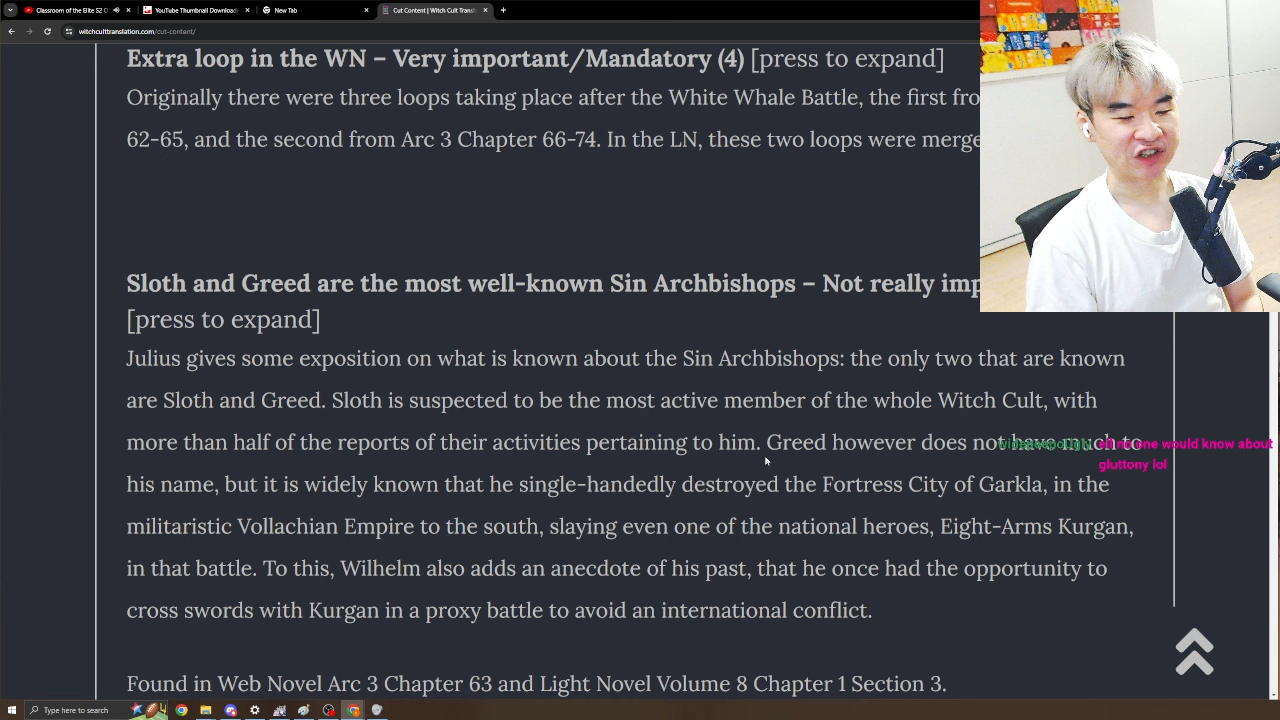 Classroom of the Elite S2 C
YouTube Thumbnail Downloade
New Tab
Cut Content | Witch Cult Transl
witchculttranslation.com/cut-content/
Extra loop in the WN – Very important/Mandatory (4) [press to expand]
Originally there were three loops taking place after the White Whale Battle, the first fro
62-65, and the second from Arc 3 Chapter 66-74. In the LN, these two loops were merge
Sloth and Greed are the most well-known Sin Archbishops – Not really imp
[press to expand]
Julius gives some exposition on what is known about the Sin Archbishops: the only two that are known
are Sloth and Greed. Sloth is suspected to be the most active member of the whole Witch Cult, with
more than half of the reports of their activities pertaining to him. Greed however does not have much to
no one would know about
gluttony lol
his name, but it is widely known that he single-handedly destroyed the Fortress City of Garkla, in the
militaristic Vollachian Empire to the south, slaying even one of the national heroes, Eight-Arms Kurgan,
in that battle. To this, Wilhelm also adds an anecdote of his past, that he once had the opportunity to
cross swords with Kurgan in a proxy battle to avoid an international conflict.
Found in Web Novel Arc 3 Chapter 63 and Light Novel Volume 8 Chapter 1 Section 3.
Type here to search